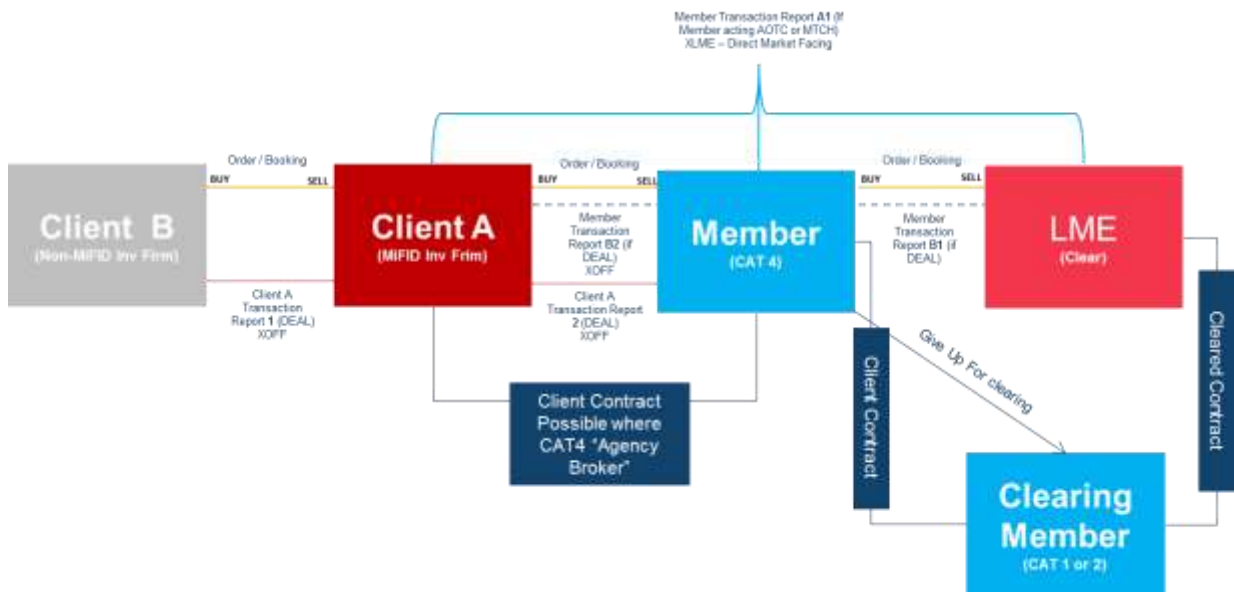 Member Transaction Report A1 (If
Member acting AOTC or MTCH)
XLME – Direct Market Facing
Order / Booking
BUY
SELL
Order / Booking
BUY
SELL
Order / Booking
BUY
SELL
Client B
(Non-MiFID Inv Firm)
Client A
(MiFID Inv Frim)
Member
Transaction
Report B2 (if
DEAL)
XOFF
Member
(CAT 4)
Member
Transaction
Report B1 (if
DEAL)
LME
(Clear)
Client A
Transaction
Report 1 (DEAL)
XOFF
Client A
Transaction Report
2 (DEAL)
XOFF
Client Contract
Possible where
CAT4 "Agency
Broker"
Client Contract
Give Up For clearing
Cleared Contract
Clearing
Member
(CAT 1 or 2)